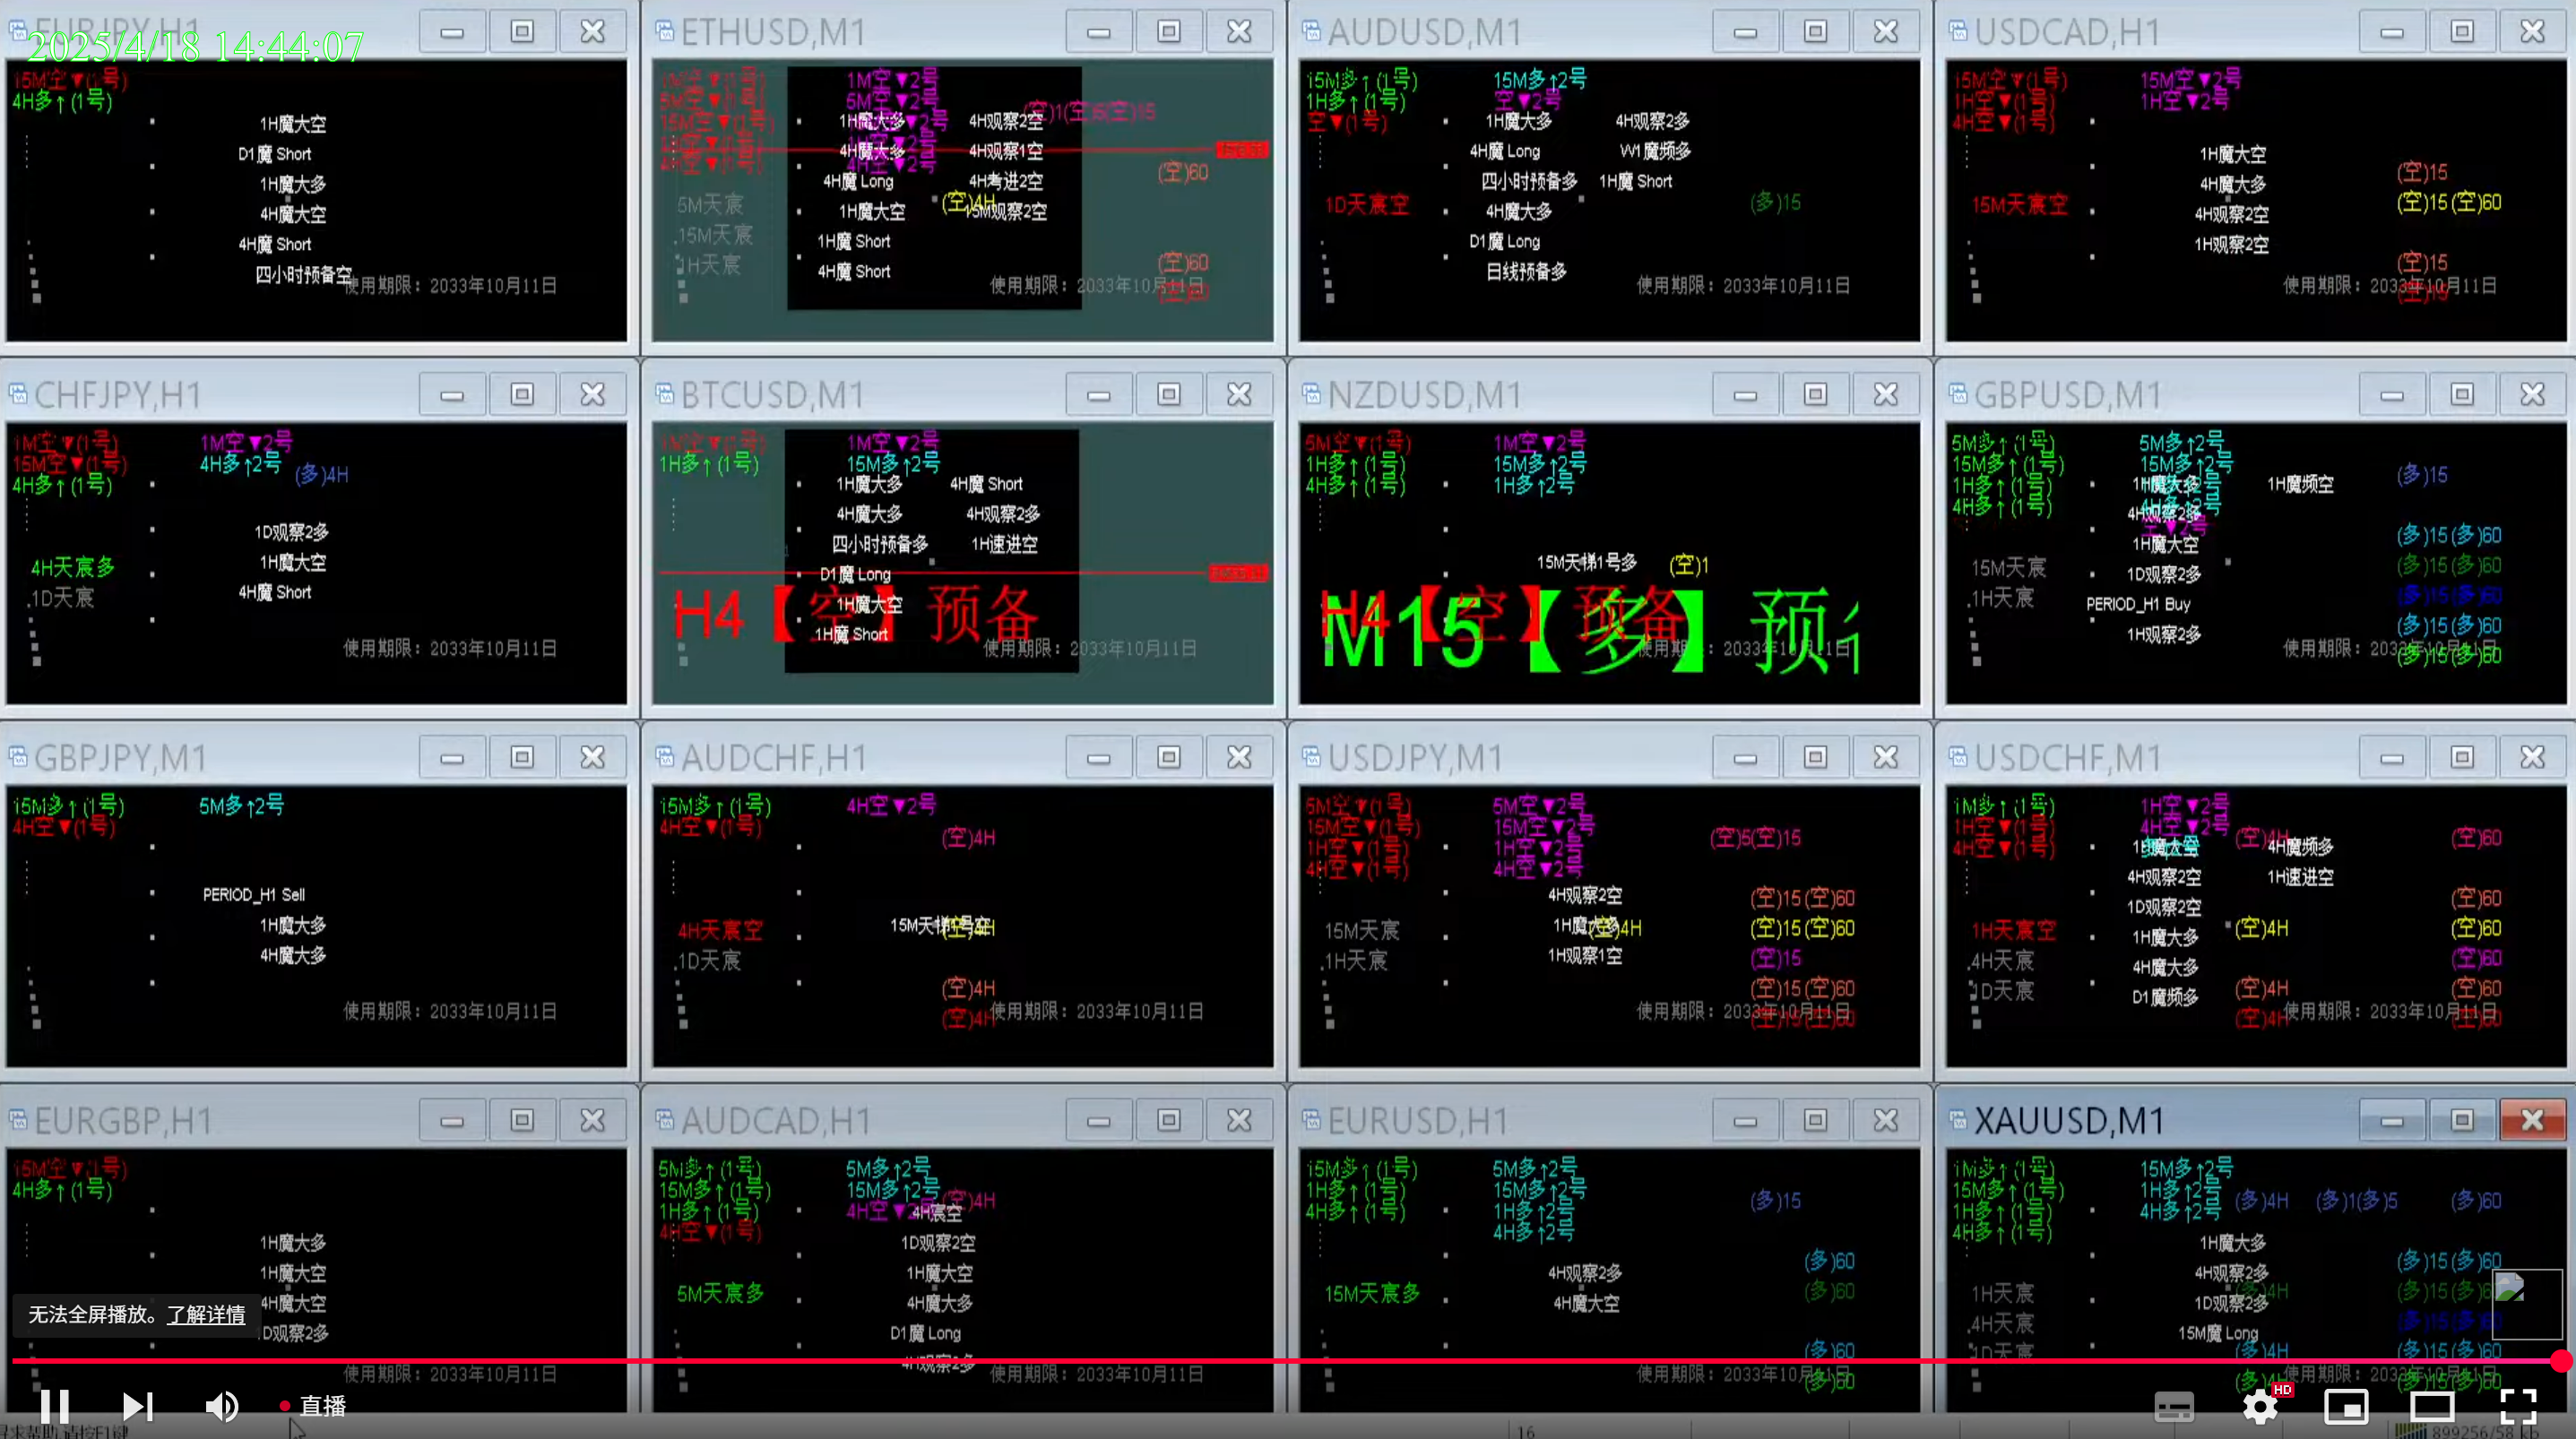 EURJPY,H1
2025/4/18 14:44:07
15M空▼(1号)
4H多↑(1号)
1H魔大空
D1魔 Short
1H魔大多
4H魔大空
4H魔 Short
四小时预备空
使用期限：2033年10月11日
ETHUSD,M1
1M空▼(1号) 1M空▼2号
5M空▼(1号) 5M空▼2号
15M空▼(1号)
(空)1(空)5(空)15
1H魔大多 4H观察2空
4H魔大多 4H观察1空
(空)60
4H魔 Long 4H考进2空
5M天宸 (空)4H
1H魔大空 15M观察2空
15M天宸
1H魔 Short
1H天宸 (空)60
4H魔 Short
使用期限：2033年10月11日
(空)60
AUDUSD,M1
15M多↑(1号) 15M多↑2号
1H多↑(1号) 空▼2号
空▼(1号) 1H魔大多 4H观察2多
4H魔 Long W1魔频多
四小时预备多 1H魔 Short
1D天宸空 4H魔大多 (多)15
D1魔 Long
日线预备多
使用期限：2033年10月11日
USDCAD,H1
15M空▼(1号) 15M空▼2号
1H空▼(1号) 1H空▼2号
4H空▼(1号)
1H魔大空
(空)15
1H魔大多
15M天宸空 (空)15(空)60
4H观察2空
1H观察2空
(空)15
使用期限：2033年10月11日
(空)15
CHFJPY,H1
1M空▼(1号) 1M空▼2号
15M空▼(1号) 4H多↑2号
4H多↑(1号) (多)4H
1D观察2多
4H天宸多 1H魔大空
1D天宸 4H魔 Short
使用期限：2033年10月11日
BTCUSD,M1
1M空▼(1号) 1M空▼2号
1H多↑(1号) 15M多↑2号
1H魔大多 4H魔 Short
4H魔大多 4H观察2多
四小时预备多 1H速进空
D1魔 Long
H4【空】预备
1H魔大空
1H魔 Short
使用期限：2033年10月11日
NZDUSD,M1
5M空▼(1号) 1M空▼2号
1H多↑(1号) 15M多↑2号
4H多↑(1号) 1H多↑2号
15M天梯1号多 (空)1
H4【空】预备
M15【多】
使用期限：2033年10月11日
GBPUSD,M1
5M多↑(1号) 5M多↑2号
15M多↑(1号) 15M多↑2号
1H多↑(1号) 1H魔大多 1H魔频空 (多)15
4H多↑(1号) 4H观察2多
空▼2号
1H魔大空 (多)15(多)60
15M天宸 1D观察2多 (多)15(多)60
1H天宸 PERIOD_H1 Buy (多)15(多)60
1H观察2多 (多)15(多)60
使用期限：2033年10月11日
(多)15(多)60
GBPJPY,M1
15M多↑(1号) 5M多↑2号
4H空▼(1号)
PERIOD_H1 Sell
1H魔大多
4H魔大多
使用期限：2033年10月11日
AUDCHF,H1
15M多↑(1号) 4H空▼2号
4H空▼(1号) (空)4H
4H天宸空 15M天梯1号空 (空)4H
1D天宸
(空)4H
(空)4H
使用期限：2033年10月11日
USDJPY,M1
5M空▼(1号) 5M空▼2号
15M空▼(1号) 15M空▼2号 (空)5(空)15
1H空▼(1号) 1H空▼2号
4H空▼(1号) 4H空▼2号
4H观察2空 (空)15(空)60
15M天宸 1H魔大多 (空)4H (空)15(空)60
1H天宸 1H观察1空 (空)15
(空)15(空)60
使用期限：2033年10月11日
(空)15(空)60
USDCHF,M1
1M多↑(1号) 1H空▼2号
1H空▼(1号) 4H空▼2号 (空)4H (空)60
4H空▼(1号) 1H魔大空 4H魔频多
4H观察2空 1H速进空
1D观察2空 (空)60
1H天宸空 1H魔大多 (空)4H (空)60
4H天宸 4H魔大多 (空)60
1D天宸 D1魔频多 (空)4H (空)60
(空)4H 使用期限：2033年10月11日
(空)60
EURGBP,H1
15M空▼(1号)
4H多↑(1号)
1H魔大多
1H魔大空
4H魔大空
1D观察2多
使用期限：2033年10月11日
AUDCAD,H1
5M多↑(1号) 5M多↑2号
15M多↑(1号) 15M多↑2号 (空)4H
1H多↑(1号) 4H空▼2号 4H宸空
4H空▼(1号)
1D观察2空
1H魔大空
5M天宸多 4H魔大多
D1魔 Long
4H观察2多
使用期限：2033年10月11日
EURUSD,H1
15M多↑(1号) 5M多↑2号
1H多↑(1号) 15M多↑2号 (多)15
4H多↑(1号) 1H多↑2号
4H多↑2号
4H观察2多 (多)60
15M天宸多 4H魔大空 (多)60
(多)60
使用期限：2033年10月11日
(多)60
XAUUSD,M1
1M多↑(1号) 15M多↑2号
15M多↑(1号) 1H多↑2号 (多)4H (多)1(多)5 (多)60
1H多↑(1号) 4H多↑2号
4H多↑(1号)
1H魔大多
4H观察2多 (多)15(多)60
1H天宸 1D观察2多
4H天宸 15M魔 Long
1D天宸 (多)4H (多)15(多)60
使用期限：2033年10月11日
(多)15(多)60
无法全屏播放。了解详情
直播
HD
16
899256/58 kb